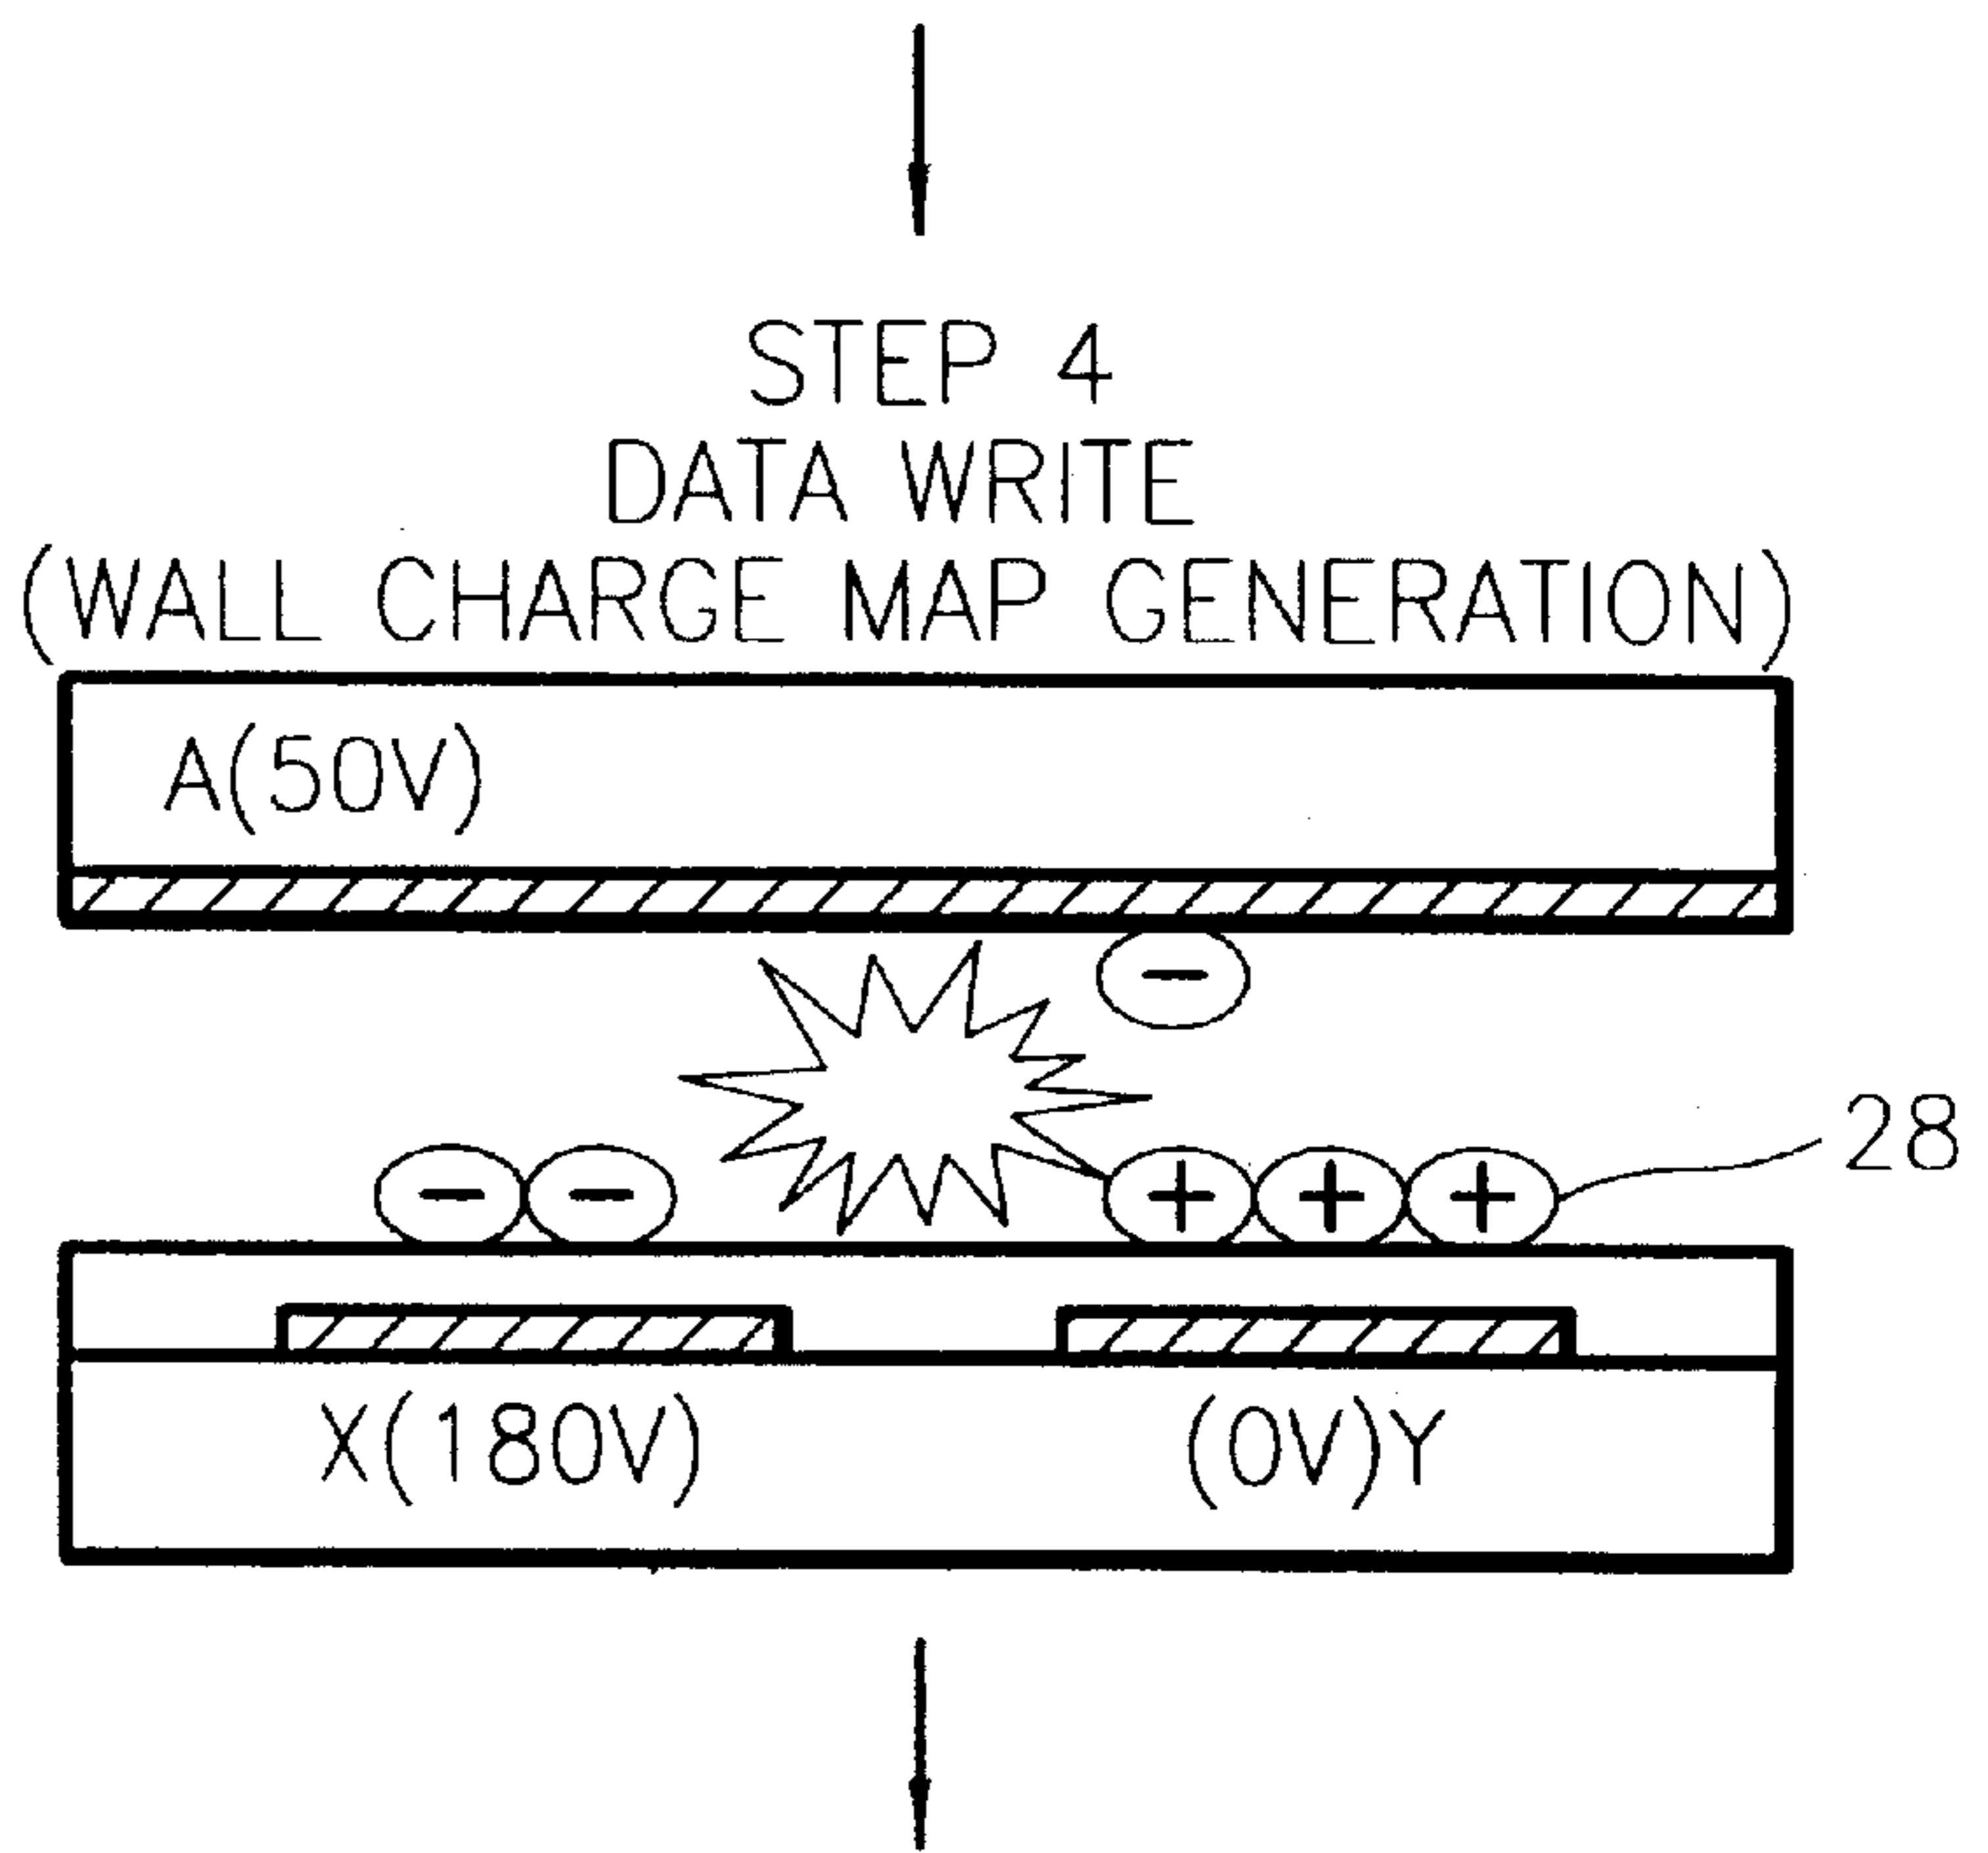 STEP 4
DATA WRITE
(WALL CHARGE MAP GENERATION)
A(50V)
−
− − + + + 28
X(180V) (0V)Y